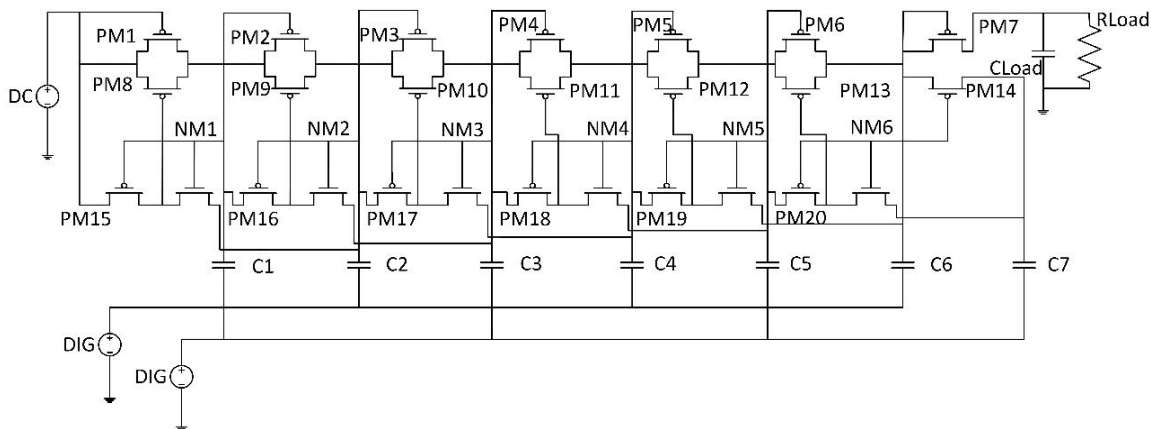 PM1
PM2
PM3
PM4
PM5
PM6
PM7
RLoad
CLoad
PM8
PM9
PM10
PM11
PM12
PM13
PM14
DC
NM1
NM2
NM3
NM4
NM5
NM6
PM15
PM16
PM17
PM18
PM19
PM20
C1
C2
C3
C4
C5
C6
C7
DIG
DIG